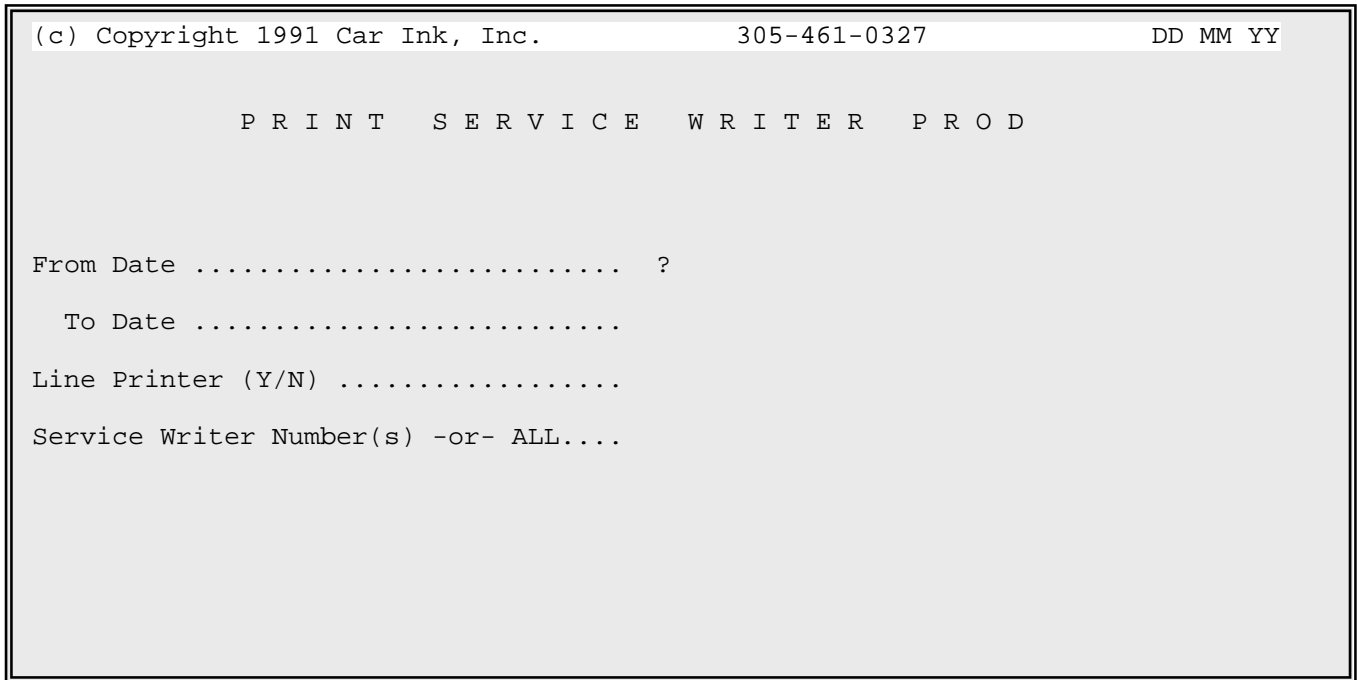 (c) Copyright 1991 Car Ink, Inc. 305-461-0327 DD MM YY
P R I N T S E R V I C E W R I T E R P R O D
From Date ........................... ?
To Date ...........................
Line Printer (Y/N) ..................
Service Writer Number(s) -or- ALL....